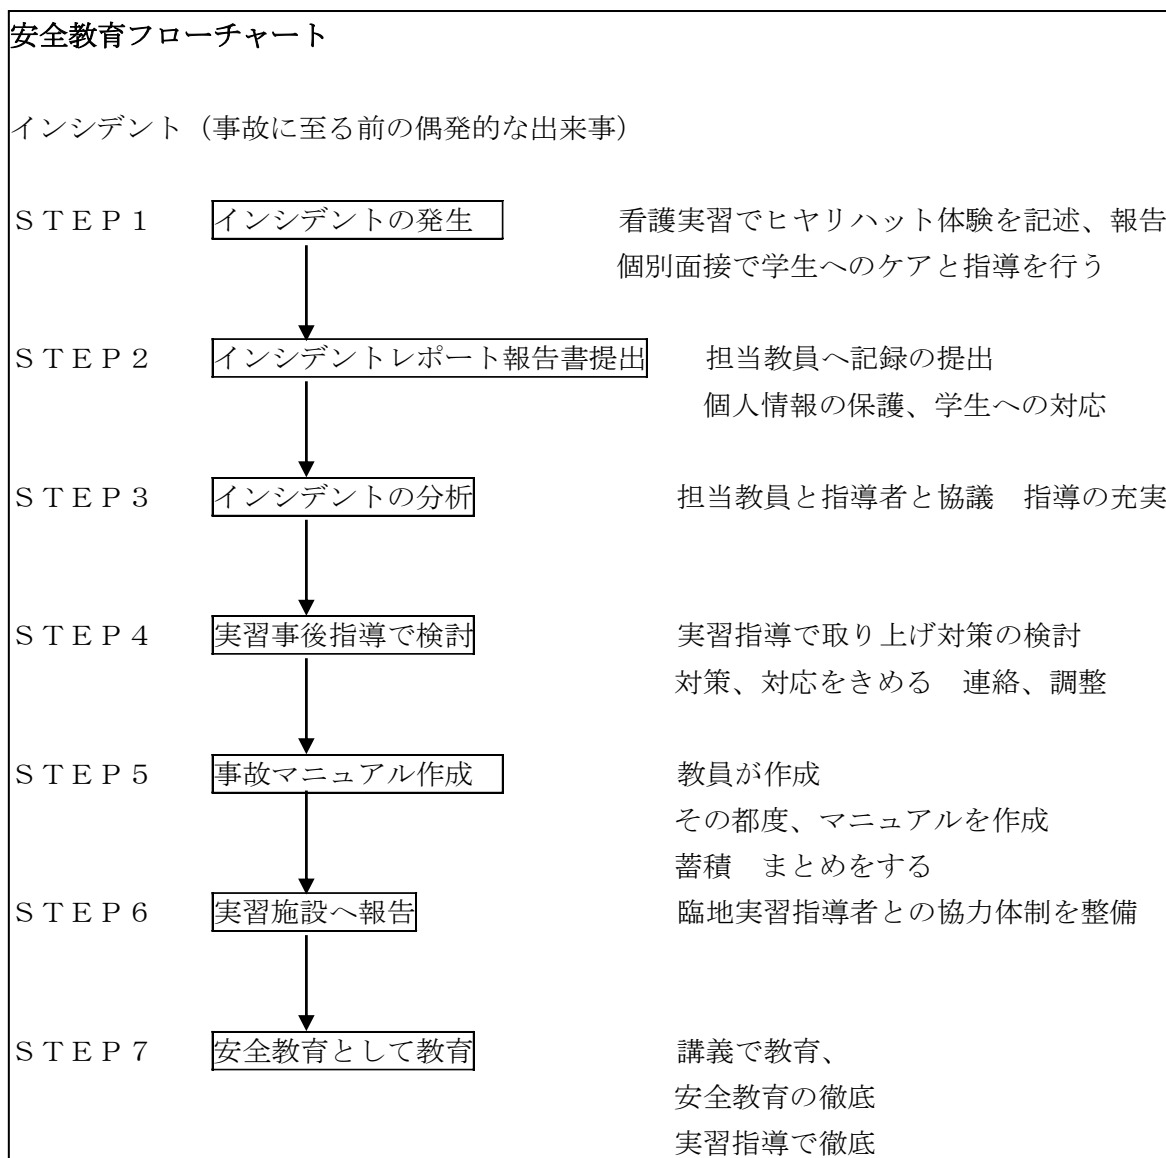 安全教育フローチャート
インシデント（事故に至る前の偶発的な出来事）
ＳＴＥＰ１　インシデントの発生　看護実習でヒヤリハット体験を記述、報告
個別面接で学生へのケアと指導を行う
ＳＴＥＰ２　インシデントレポート報告書提出　担当教員へ記録の提出
個人情報の保護、学生への対応
ＳＴＥＰ３　インシデントの分析　担当教員と指導者と協議　指導の充実
ＳＴＥＰ４　実習事後指導で検討　実習指導で取り上げ対策の検討
対策、対応をきめる　連絡、調整
ＳＴＥＰ５　事故マニュアル作成　教員が作成
その都度、マニュアルを作成
蓄積　まとめをする
ＳＴＥＰ６　実習施設へ報告　臨地実習指導者との協力体制を整備
ＳＴＥＰ７　安全教育として教育　講義で教育、
安全教育の徹底
実習指導で徹底